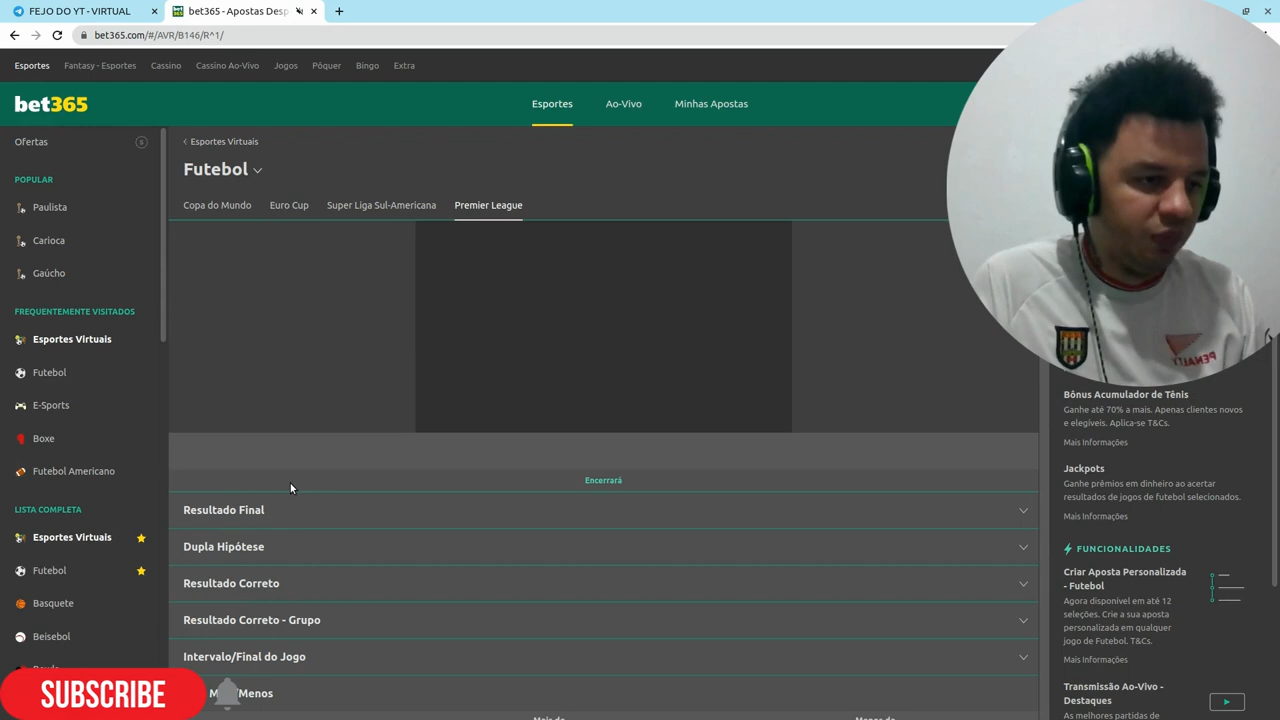 FEJO DO YT - VIRTUAL
bet365 - Apostas Desp
bet365.com/#/AVR/B146/R^1/
Esportes
Fantasy - Esportes
Cassino
Cassino Ao-Vivo
Jogos
Pôquer
Bingo
Extra
bet365
Esportes
Ao-Vivo
Minhas Apostas
Ofertas
POPULAR
Paulista
Carioca
Gaúcho
FREQUENTEMENTE VISITADOS
Esportes Virtuais
Futebol
E-Sports
Boxe
Futebol Americano
LISTA COMPLETA
Esportes Virtuais
Futebol
Basquete
Beisebol
SUBSCRIBE
Esportes Virtuais
Futebol
Copa do Mundo
Euro Cup
Super Liga Sul-Americana
Premier League
Encerrará
Resultado Final
Dupla Hipótese
Resultado Correto
Resultado Correto - Grupo
Intervalo/Final do Jogo
Menos
Mais de
Menos de
PENALTY
Bônus Acumulador de Tênis
Ganhe até 70% a mais. Apenas clientes novos
e elegíveis. Aplica-se T&Cs.
Mais Informações
Jackpots
Ganhe prêmios em dinheiro ao acertar
resultados de jogos de futebol selecionados.
Mais Informações
FUNCIONALIDADES
Criar Aposta Personalizada
- Futebol
Agora disponível em até 12
seleções. Crie a sua aposta
personalizada em qualquer
jogo de Futebol. T&Cs.
Mais Informações
Transmissão Ao-Vivo -
Destaques
As melhores partidas de